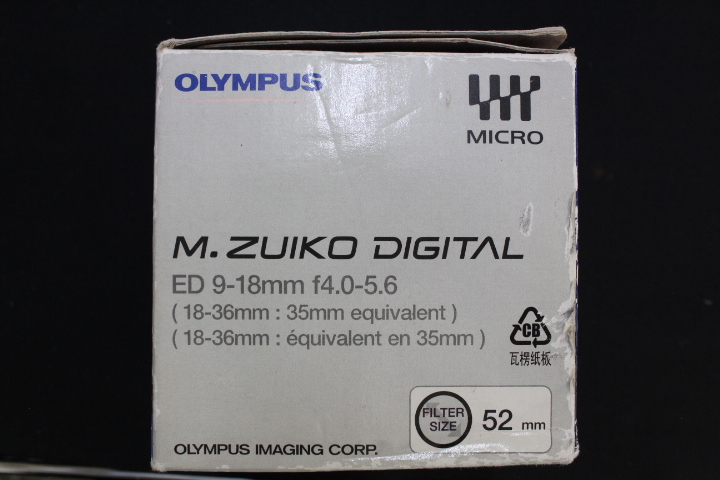 OLYMPUS
MICRO
M.ZUIKO DIGITAL
ED 9-18mm f4.0-5.6
( 18-36mm : 35mm equivalent )
( 18-36mm : équivalent en 35mm )
CB
瓦楞纸板
FILTER
SIZE
52 mm
OLYMPUS IMAGING CORP.